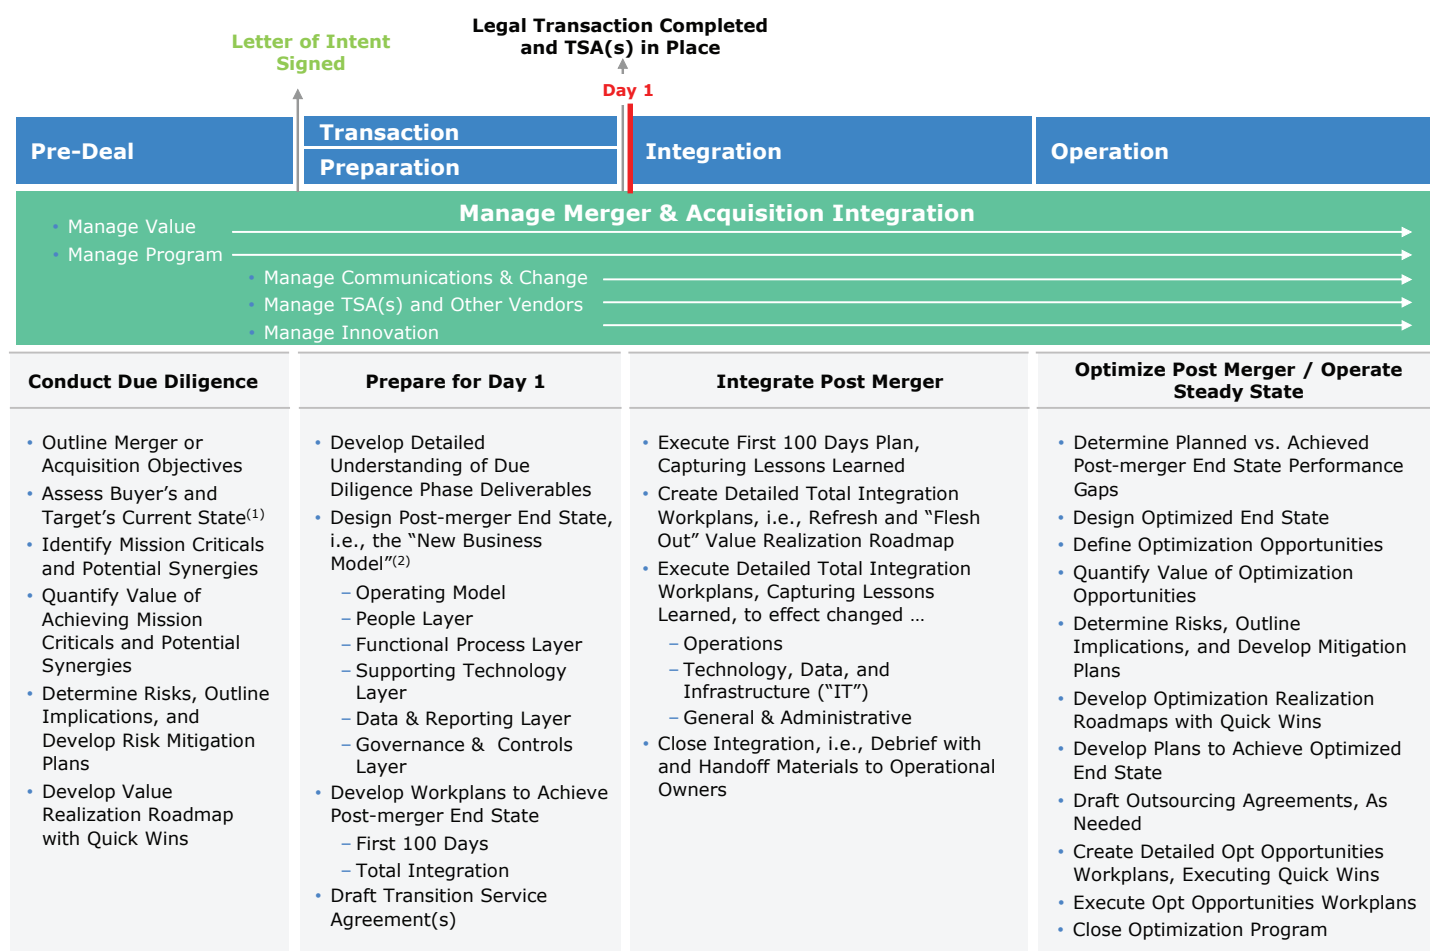 Letter of Intent
Signed
Legal Transaction Completed
and TSA(s) in Place
Day 1
Pre-Deal
Transaction
Preparation
Integration
Operation
Manage Merger & Acquisition Integration
• Manage Value
• Manage Program
• Manage Communications & Change
• Manage TSA(s) and Other Vendors
• Manage Innovation
Conduct Due Diligence
• Outline Merger or
Acquisition Objectives
• Assess Buyer’s and
Target’s Current State(1)
• Identify Mission Criticals
and Potential Synergies
• Quantify Value of
Achieving Mission
Criticals and Potential
Synergies
• Determine Risks, Outline
Implications, and
Develop Risk Mitigation
Plans
• Develop Value
Realization Roadmap
with Quick Wins
Prepare for Day 1
• Develop Detailed
Understanding of Due
Diligence Phase Deliverables
• Design Post-merger End State,
i.e., the “New Business
Model”(2)
– Operating Model
– People Layer
– Functional Process Layer
– Supporting Technology
Layer
– Data & Reporting Layer
– Governance & Controls
Layer
• Develop Workplans to Achieve
Post-merger End State
– First 100 Days
– Total Integration
• Draft Transition Service
Agreement(s)
Integrate Post Merger
• Execute First 100 Days Plan,
Capturing Lessons Learned
• Create Detailed Total Integration
Workplans, i.e., Refresh and “Flesh
Out” Value Realization Roadmap
• Execute Detailed Total Integration
Workplans, Capturing Lessons
Learned, to effect changed …
– Operations
– Technology, Data, and
Infrastructure (“IT”)
– General & Administrative
• Close Integration, i.e., Debrief with
and Handoff Materials to Operational
Owners
Optimize Post Merger / Operate
Steady State
• Determine Planned vs. Achieved
Post-merger End State Performance
Gaps
• Design Optimized End State
• Define Optimization Opportunities
• Quantify Value of Optimization
Opportunities
• Determine Risks, Outline
Implications, and Develop Mitigation
Plans
• Develop Optimization Realization
Roadmaps with Quick Wins
• Develop Plans to Achieve Optimized
End State
• Draft Outsourcing Agreements, As
Needed
• Create Detailed Opt Opportunities
Workplans, Executing Quick Wins
• Execute Opt Opportunities Workplans
• Close Optimization Program